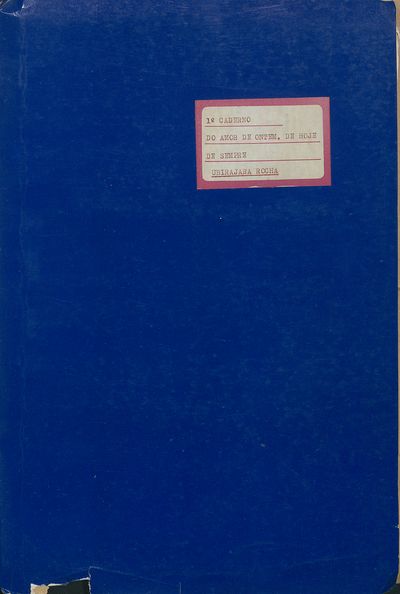 1º CADERNO
DO AMOR DE ONTEM, DE HOJE
DE SEMPRE
UBIRAJARA ROCHA